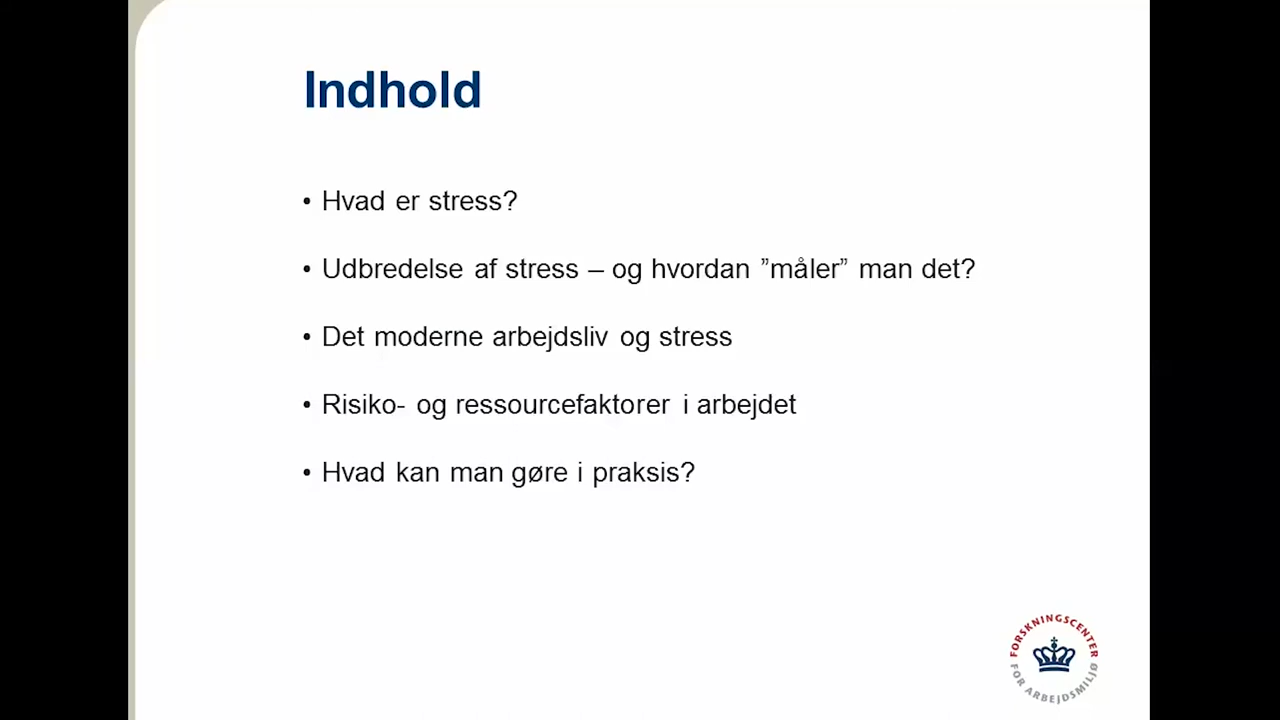 Indhold
• Hvad er stress?
• Udbredelse af stress – og hvordan ”måler” man det?
• Det moderne arbejdsliv og stress
• Risiko- og ressourcefaktorer i arbejdet
• Hvad kan man gøre i praksis?
FORSKNINGSCENTER
FOR ARBEJDSMILJØ